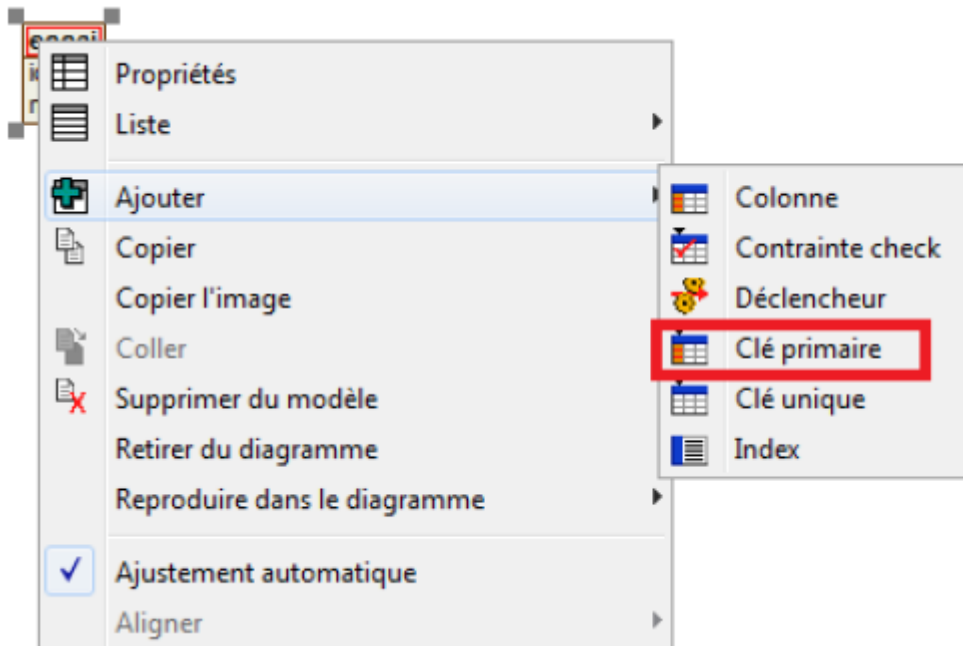 Propriétés
Liste
Ajouter
Copier
Copier l'image
Coller
Supprimer du modèle
Retirer du diagramme
Reproduire dans le diagramme
Ajustement automatique
Aligner
Colonne
Contrainte check
Déclencheur
Clé primaire
Clé unique
Index